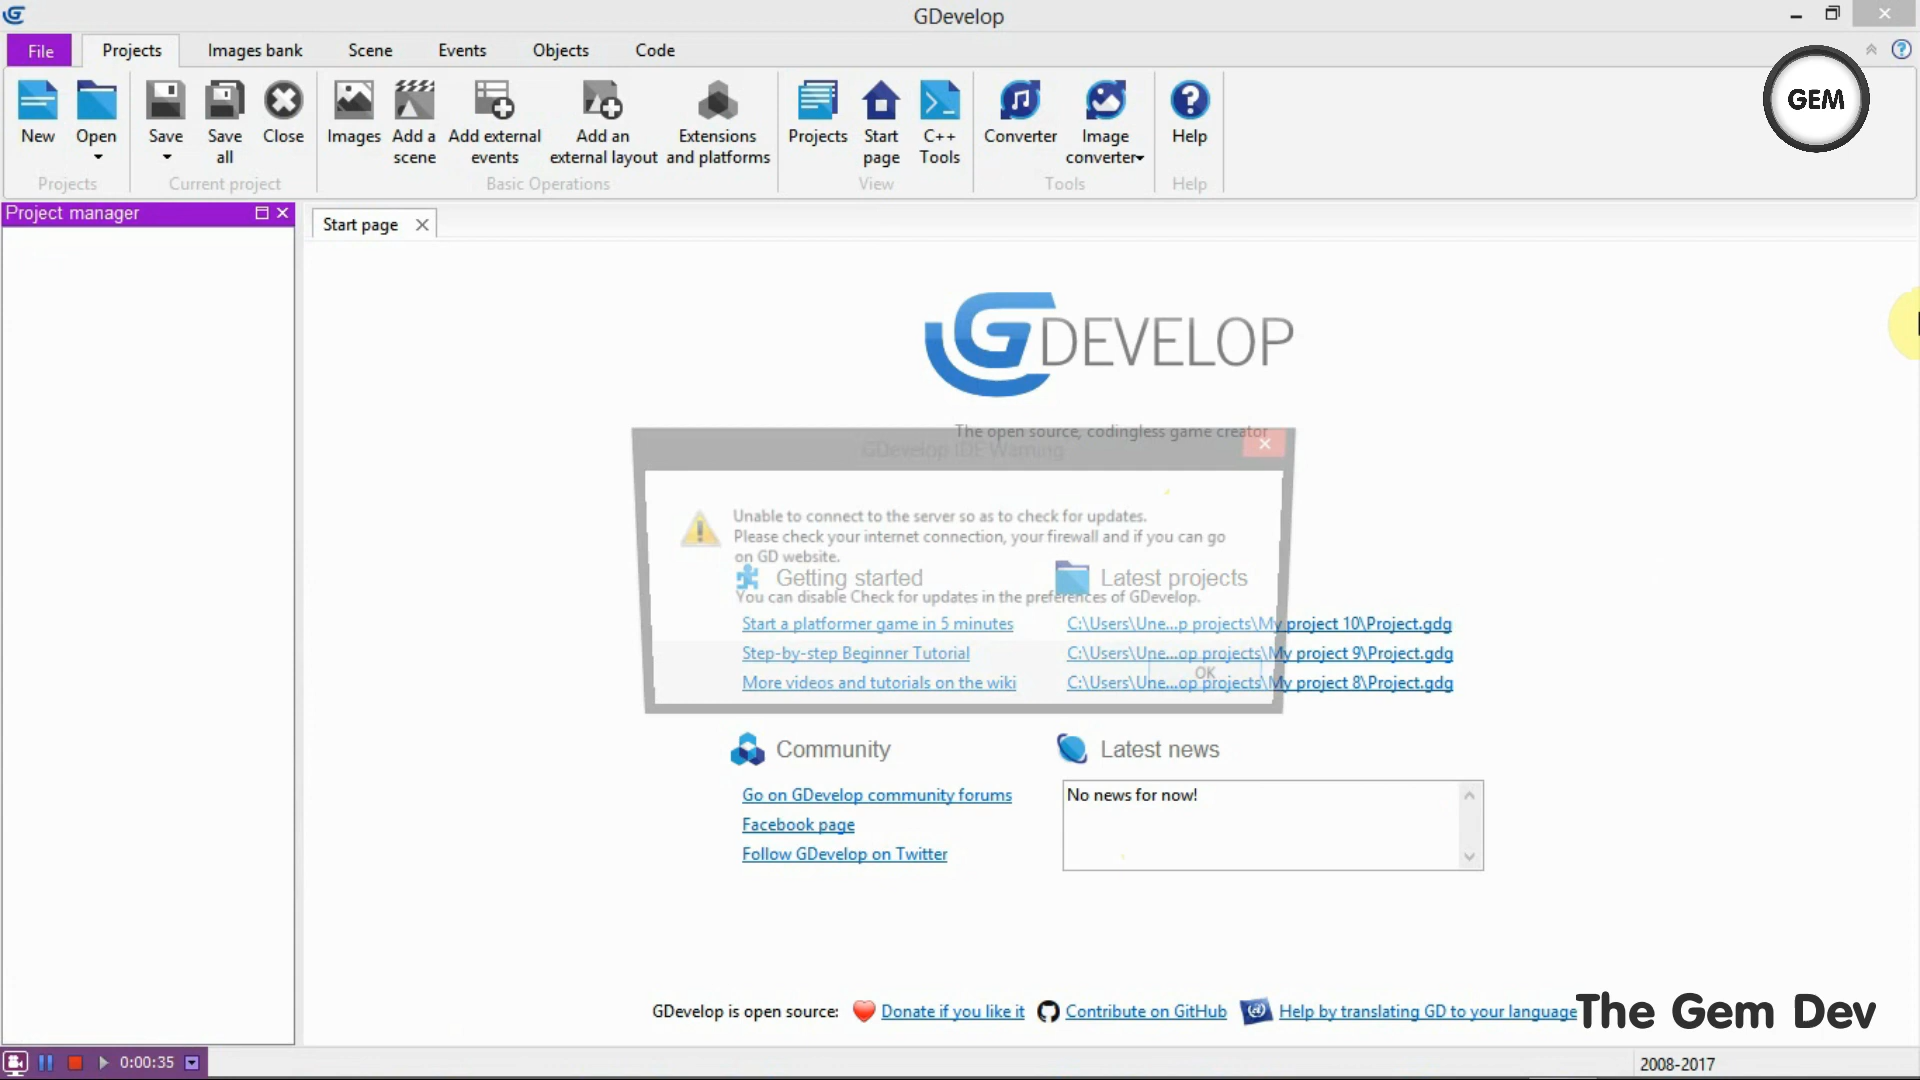 GDevelop
File Projects Images bank Scene Events Objects Code
GEM
New Open Save Save all Close Images Add a scene Add external events Add an external layout Extensions and platforms Projects Start page C++ Tools Converter Image converter Help
Projects Current project Basic Operations View Tools Help
Project manager
Start page
GDEVELOP
The open source, codingless game creator
GDevelop IDE Warning
Unable to connect to the server so as to check for updates.
Please check your internet connection, your firewall and if you can go
on GD website.
Getting started
You can disable Check for updates in the preferences of GDevelop.
Start a platformer game in 5 minutes
Step-by-step Beginner Tutorial
More videos and tutorials on the wiki
Latest projects
C:\Users\Une...p projects\My project 10\Project.gdg
C:\Users\Une...op projects\My project 9\Project.gdg
C:\Users\Une...op projects\My project 8\Project.gdg
OK
Community
Go on GDevelop community forums
Facebook page
Follow GDevelop on Twitter
Latest news
No news for now!
GDevelop is open source: Donate if you like it Contribute on GitHub Help by translating GD to your language
The Gem Dev
0:00:35
2008-2017